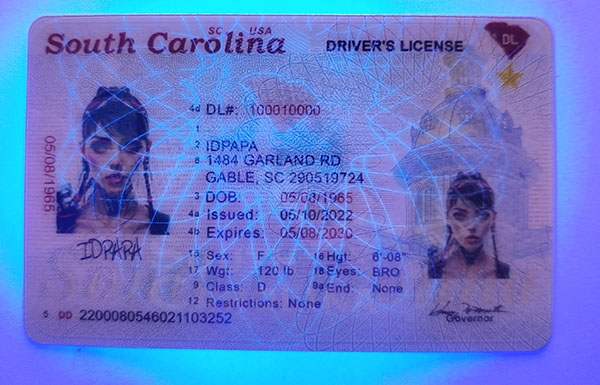 SC USA
South Carolina DRIVER'S LICENSE DL
4d DL#: 100010000
1
2 IDPAPA
8 1484 GARLAND RD
GABLE, SC 290519724
3 DOB: 05/08/1965
4a Issued: 05/10/2022
4b Expires: 05/08/2030
15 Sex: F 16 Hgt: 6'-08"
17 Wgt: 120 lb 18 Eyes: BRO
9 Class: D 9a End: None
12 Restrictions: None
05/08/1965
IDPAPA
5 DD 2200080546021103252
Governor